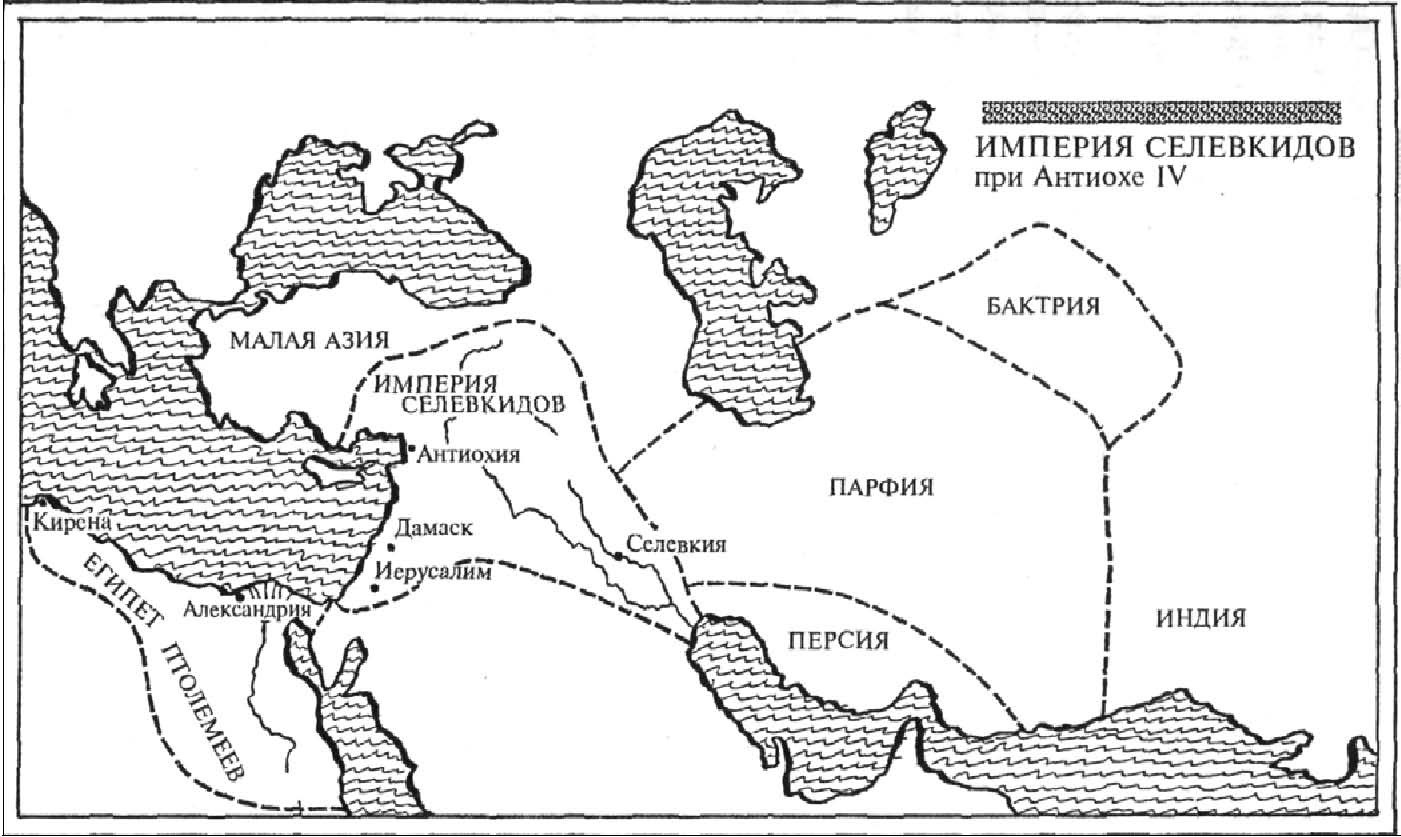 ИМПЕРИЯ СЕЛЕВКИДОВ
при Антиохе IV
БАКТРИЯ
МАЛАЯ АЗИЯ
ИМПЕРИЯ
СЕЛЕВКИДОВ
Антиохия
ПАРФИЯ
Кирена
Дамаск
Селевкия
Иерусалим
ЕГИПЕТ
Александрия
ПТОЛЕМЕЕВ
ПЕРСИЯ
ИНДИЯ